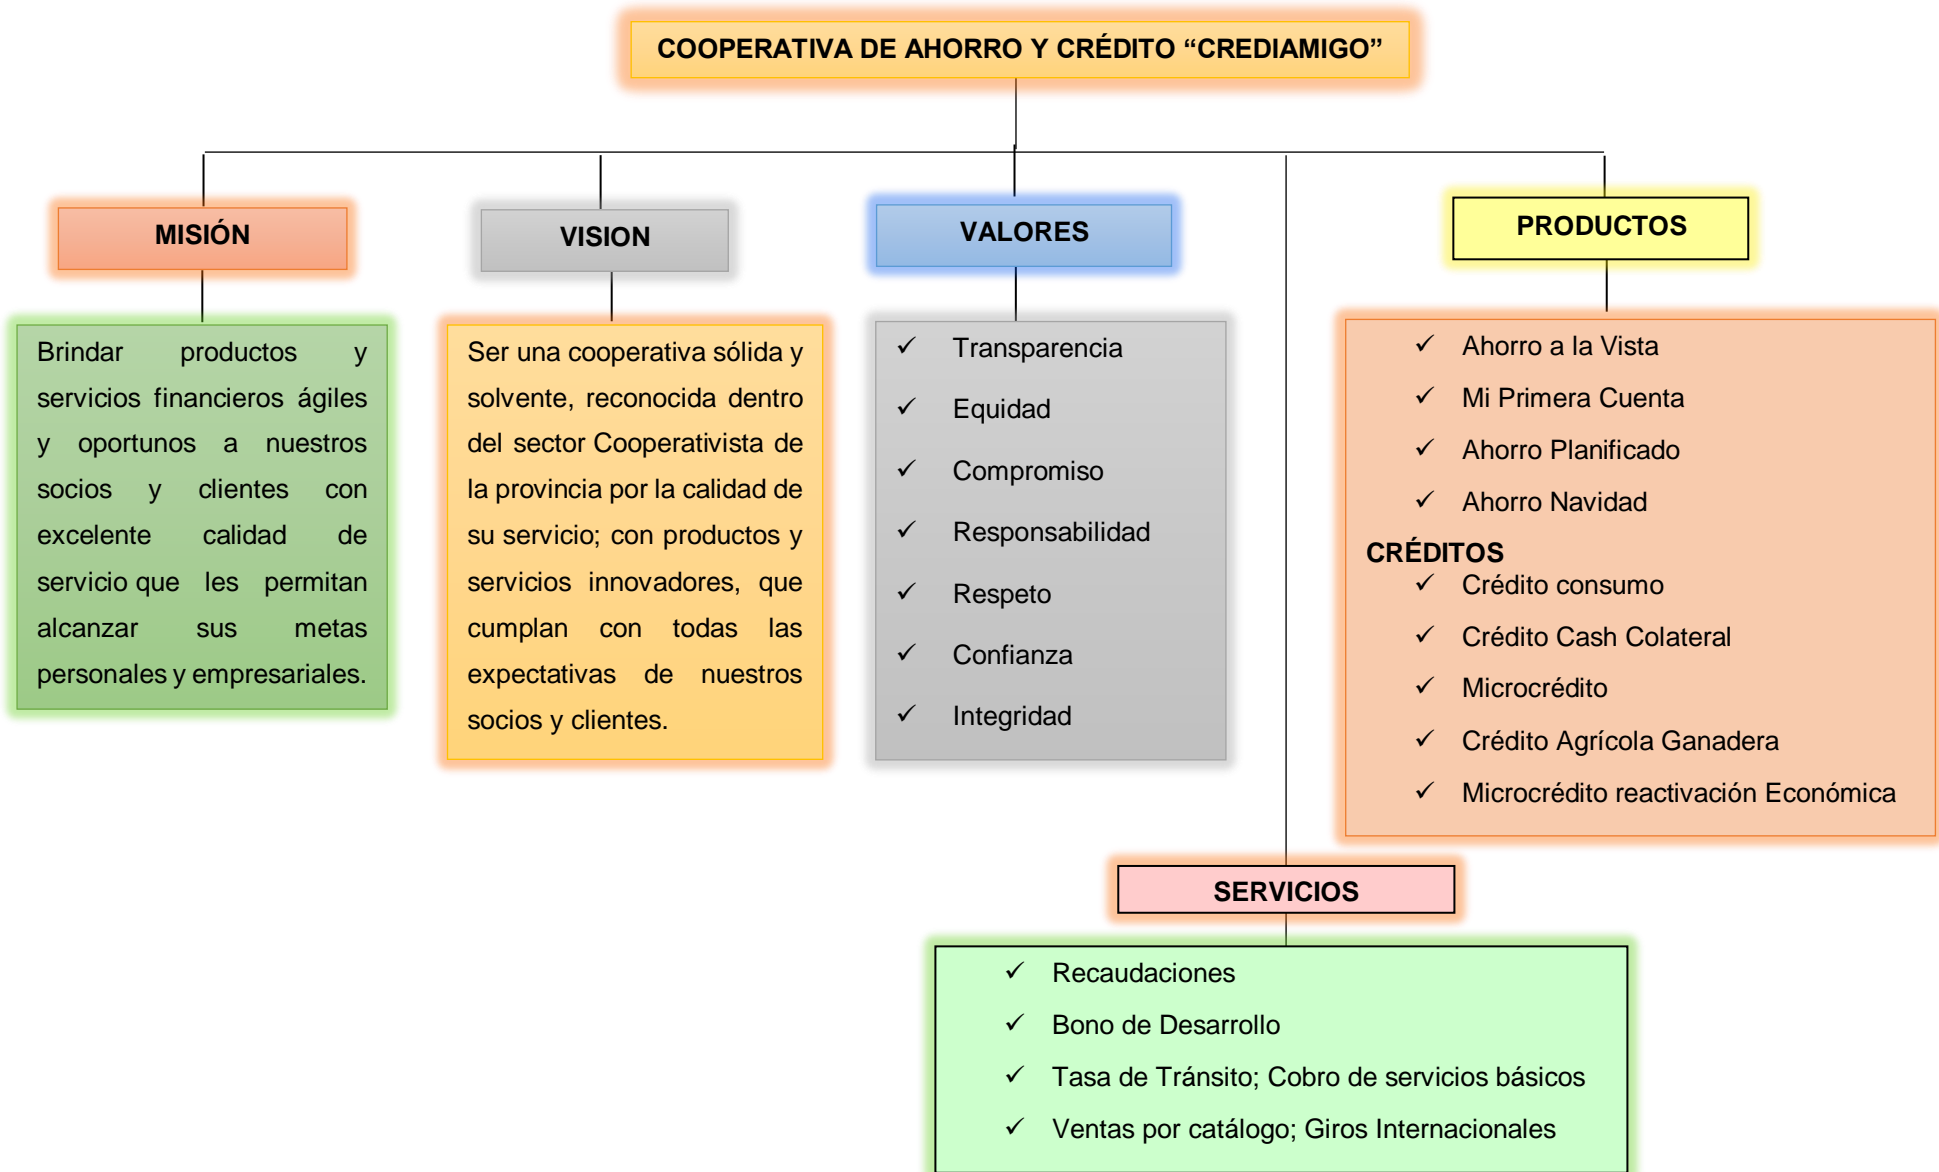 COOPERATIVA DE AHORRO Y CRÉDITO “CREDIAMIGO”
MISIÓN
Brindar productos y
servicios financieros ágiles
y oportunos a nuestros
socios y clientes con
excelente calidad de
servicio que les permitan
alcanzar sus metas
personales y empresariales.
VISION
Ser una cooperativa sólida y
solvente, reconocida dentro
del sector Cooperativista de
la provincia por la calidad de
su servicio; con productos y
servicios innovadores, que
cumplan con todas las
expectativas de nuestros
socios y clientes.
VALORES
✓ Transparencia
✓ Equidad
✓ Compromiso
✓ Responsabilidad
✓ Respeto
✓ Confianza
✓ Integridad
PRODUCTOS
✓ Ahorro a la Vista
✓ Mi Primera Cuenta
✓ Ahorro Planificado
✓ Ahorro Navidad
CRÉDITOS
✓ Crédito consumo
✓ Crédito Cash Colateral
✓ Microcrédito
✓ Crédito Agrícola Ganadera
✓ Microcrédito reactivación Económica
SERVICIOS
✓ Recaudaciones
✓ Bono de Desarrollo
✓ Tasa de Tránsito; Cobro de servicios básicos
✓ Ventas por catálogo; Giros Internacionales